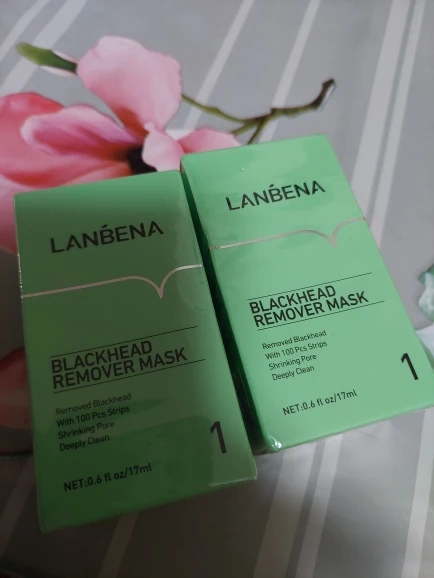 LANBENA
BLACKHEAD
REMOVER MASK
Removed Blackhead
With 100 Pcs Strips
Shrinking Pore
Deeply Clean
1
NET:0.6 fl oz/17ml
LANBENA
BLACKHEAD
REMOVER MASK
Removed Blackhead
With 100 Pcs Strips
Shrinking Pore
Deeply Clean
1
NET:0.6 fl oz/17ml